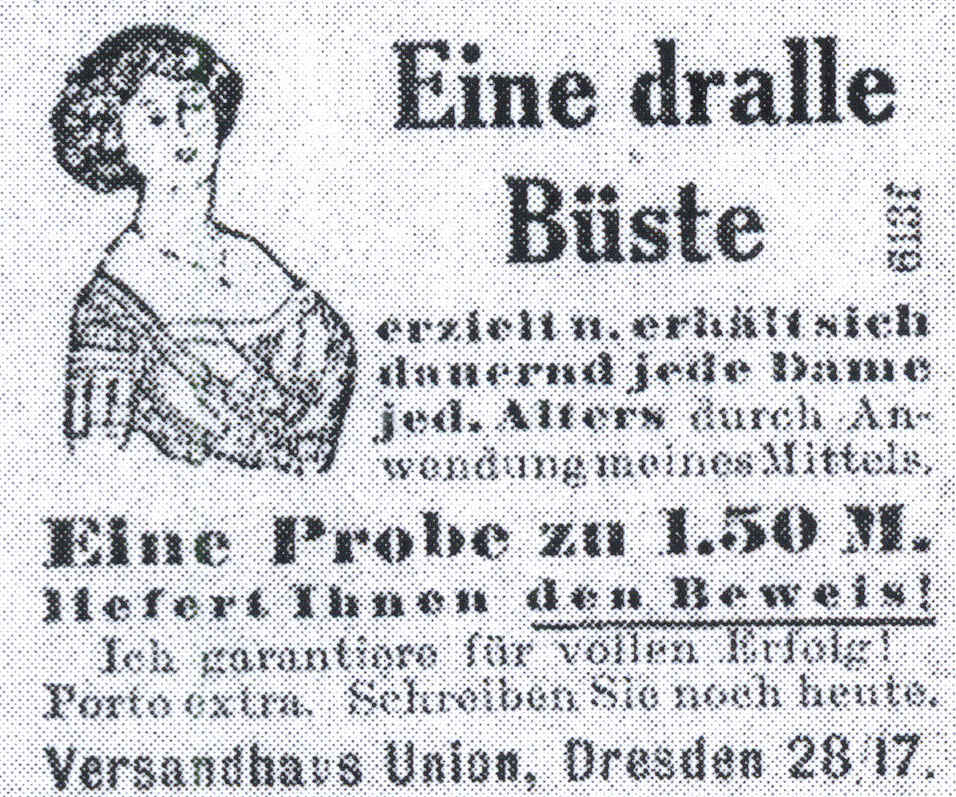 Eine dralle
Büste
erzielt u. erhält sich
dauernd jede Dame
jed. Alters durch An-
wendung meines Mittels.
Eine Probe zu 1.50 M.
liefert Ihnen den Beweis!
Ich garantiere für vollen Erfolg!
Porto extra. Schreiben Sie noch heute.
Versandhaus Union, Dresden 28/17.